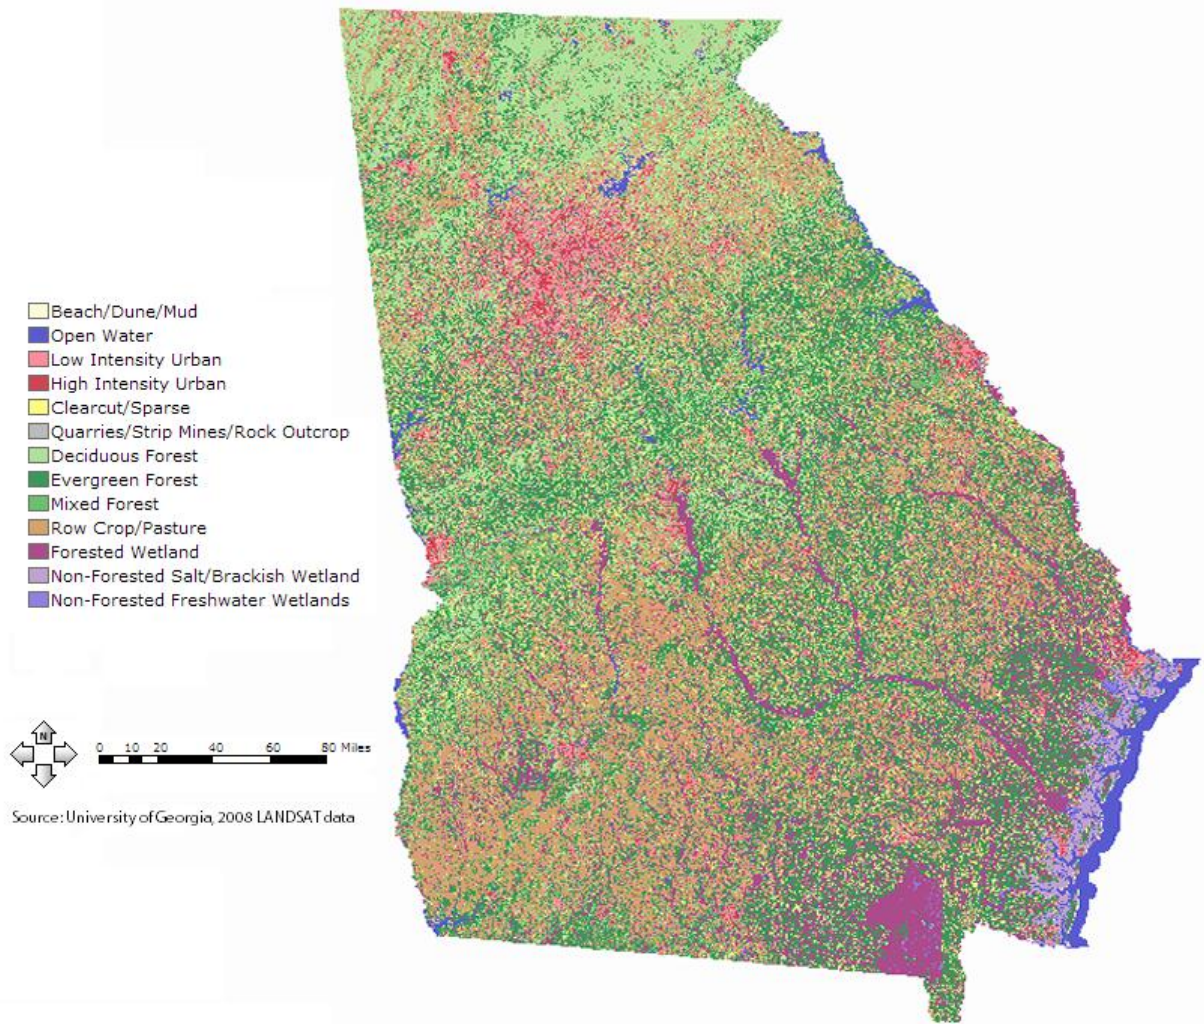 Beach/Dune/Mud
Open Water
Low Intensity Urban
High Intensity Urban
Clearcut/Sparse
Quarries/Strip Mines/Rock Outcrop
Deciduous Forest
Evergreen Forest
Mixed Forest
Row Crop/Pasture
Forested Wetland
Non-Forested Salt/Brackish Wetland
Non-Forested Freshwater Wetlands
N
0 10 20 40 60 80 Miles
Source: University of Georgia, 2008 LANDSAT data